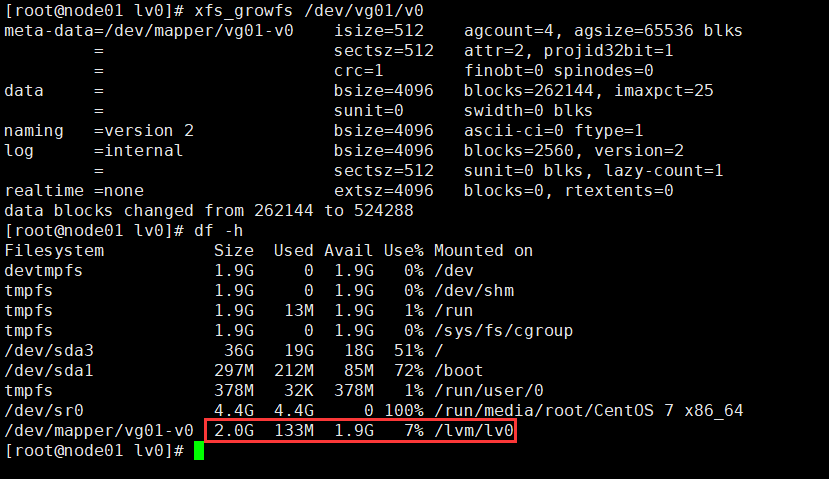 [root@node01 lv0]# xfs_growfs /dev/vg01/v0
meta-data=/dev/mapper/vg01-v0    isize=512    agcount=4, agsize=65536 blks
         =                       sectsz=512   attr=2, projid32bit=1
         =                       crc=1        finobt=0 spinodes=0
data     =                       bsize=4096   blocks=262144, imaxpct=25
         =                       sunit=0      swidth=0 blks
naming   =version 2              bsize=4096   ascii-ci=0 ftype=1
log      =internal               bsize=4096   blocks=2560, version=2
         =                       sectsz=512   sunit=0 blks, lazy-count=1
realtime =none                   extsz=4096   blocks=0, rtextents=0
data blocks changed from 262144 to 524288
[root@node01 lv0]# df -h
Filesystem           Size  Used Avail Use% Mounted on
devtmpfs             1.9G     0  1.9G   0% /dev
tmpfs                1.9G     0  1.9G   0% /dev/shm
tmpfs                1.9G   13M  1.9G   1% /run
tmpfs                1.9G     0  1.9G   0% /sys/fs/cgroup
/dev/sda3             36G   19G   18G  51% /
/dev/sda1            297M  212M   85M  72% /boot
tmpfs                378M   32K  378M   1% /run/user/0
/dev/sr0             4.4G  4.4G     0 100% /run/media/root/CentOS 7 x86_64
/dev/mapper/vg01-v0  2.0G  133M  1.9G   7% /lvm/lv0
[root@node01 lv0]#